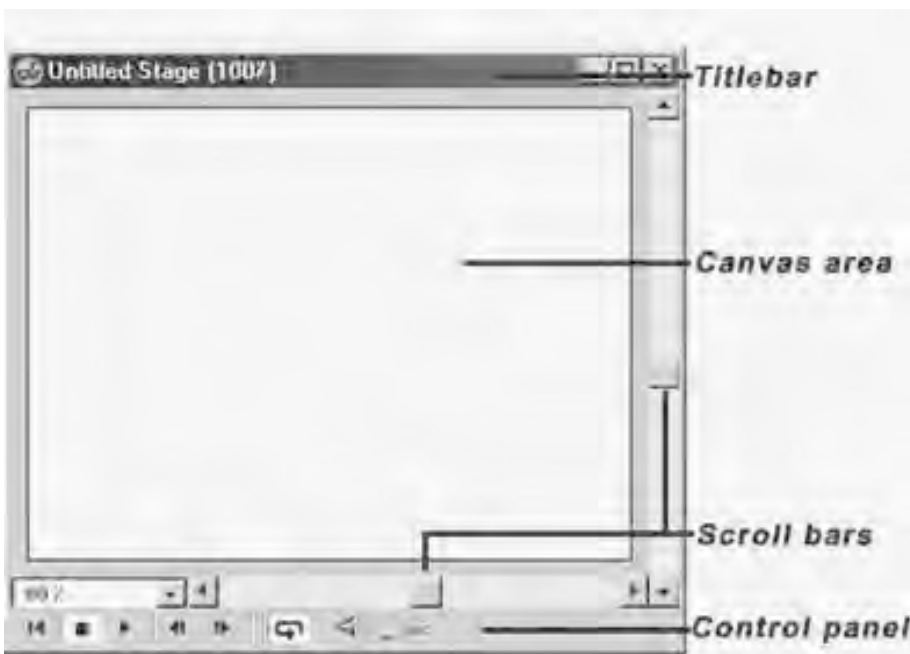 Untitled Stage (100%)
Titlebar
Canvas area
Scroll bars
Control panel